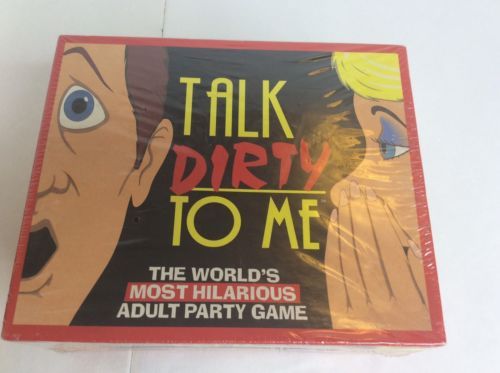 TALK
DIRTY
TO ME
THE WORLD'S
MOST HILARIOUS
ADULT PARTY GAME